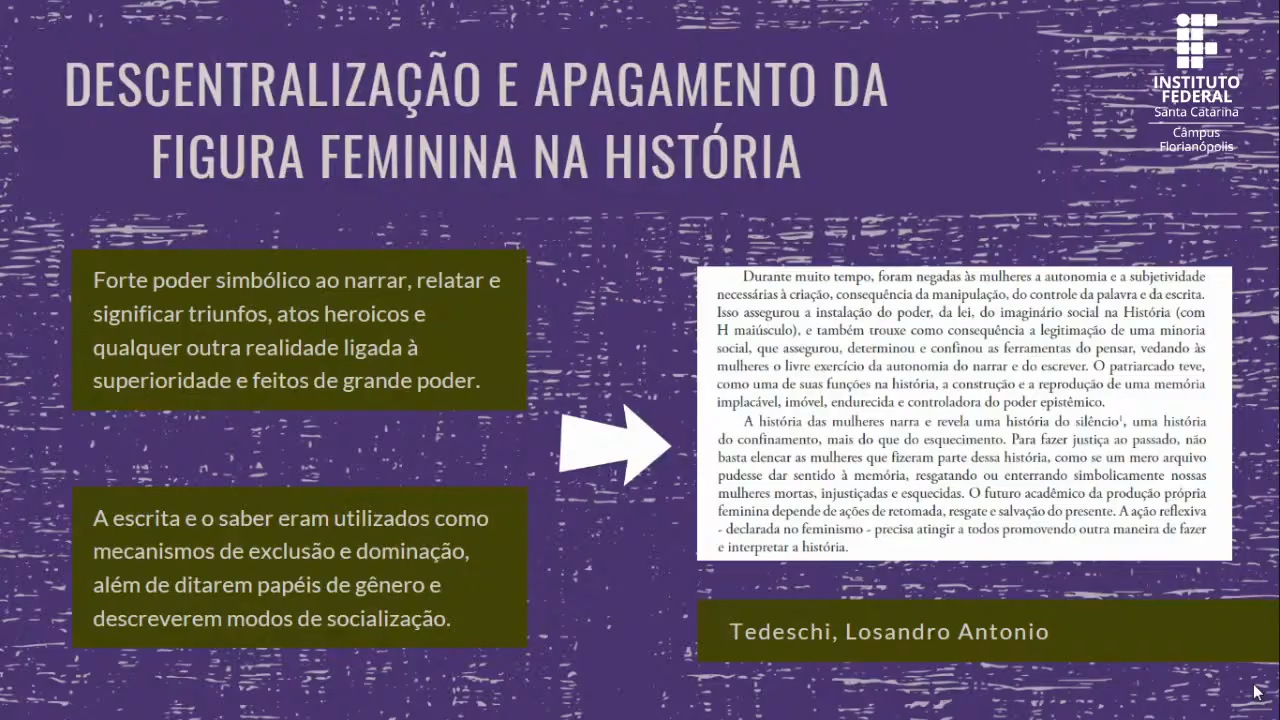 DESCENTRALIZAÇÃO E APAGAMENTO DA
FIGURA FEMININA NA HISTÓRIA
INSTITUTO
FEDERAL
Santa Catarina
Câmpus
Florianópolis
Forte poder simbólico ao narrar, relatar e
significar triunfos, atos heroicos e
qualquer outra realidade ligada à
superioridade e feitos de grande poder.
A escrita e o saber eram utilizados como
mecanismos de exclusão e dominação,
além de ditarem papéis de gênero e
descreverem modos de socialização.
Durante muito tempo, foram negadas às mulheres a autonomia e a subjetividade
necessárias à criação, consequência da manipulação, do controle da palavra e da escrita.
Isso assegurou a instalação do poder, da lei, do imaginário social na História (com
H maiúsculo), e também trouxe como consequência a legitimação de uma minoria
social, que assegurou, determinou e confinou as ferramentas do pensar, vedando às
mulheres o livre exercício da autonomia do narrar e do escrever. O patriarcado teve,
como uma de suas funções na história, a construção e a reprodução de uma memória
implacável, imóvel, endurecida e controladora do poder epistêmico.
A história das mulheres narra e revela uma história do silêncio¹, uma história
do confinamento, mais do que do esquecimento. Para fazer justiça ao passado, não
basta elencar as mulheres que fizeram parte dessa história, como se um mero arquivo
pudesse dar sentido à memória, resgatando ou enterrando simbolicamente nossas
mulheres mortas, injustiçadas e esquecidas. O futuro acadêmico da produção própria
feminina depende de ações de retomada, resgate e salvação do presente. A ação reflexiva
- declarada no feminismo - precisa atingir a todos promovendo outra maneira de fazer
e interpretar a história.
Tedeschi, Losandro Antonio